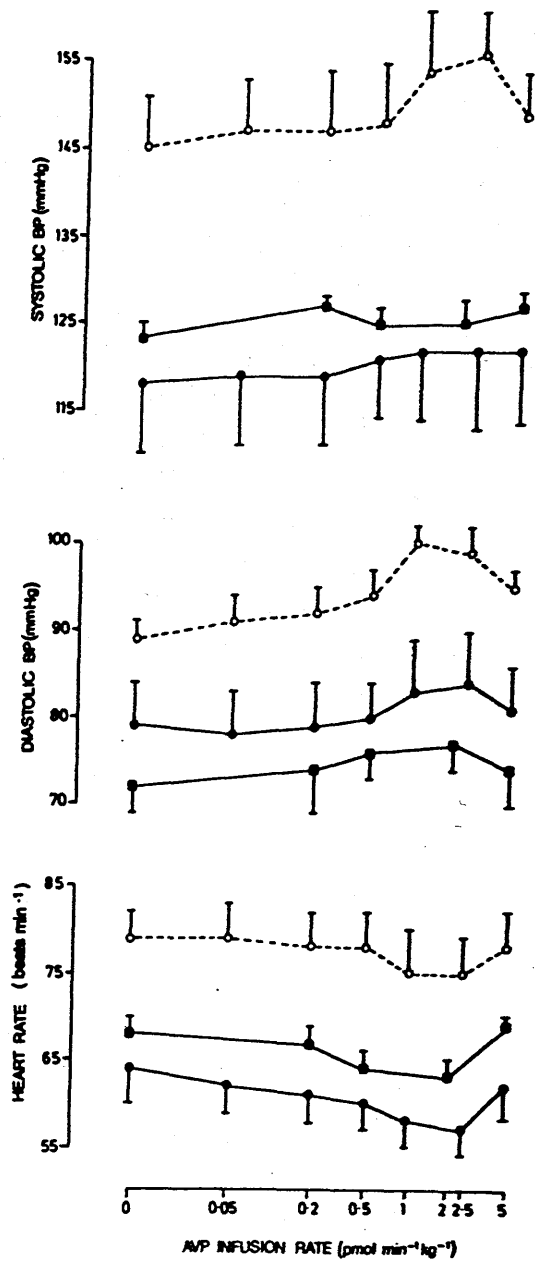 155
145
135
125
115
SYSTOLIC BP (mmHg)
100
90
80
70
DIASTOLIC BP (mmHg)
85
75
65
55
HEART RATE (beats min⁻¹)
0 0·05 0·2 0·5 1 2 2·5 5
AVP INFUSION RATE (pmol min⁻¹kg⁻¹)